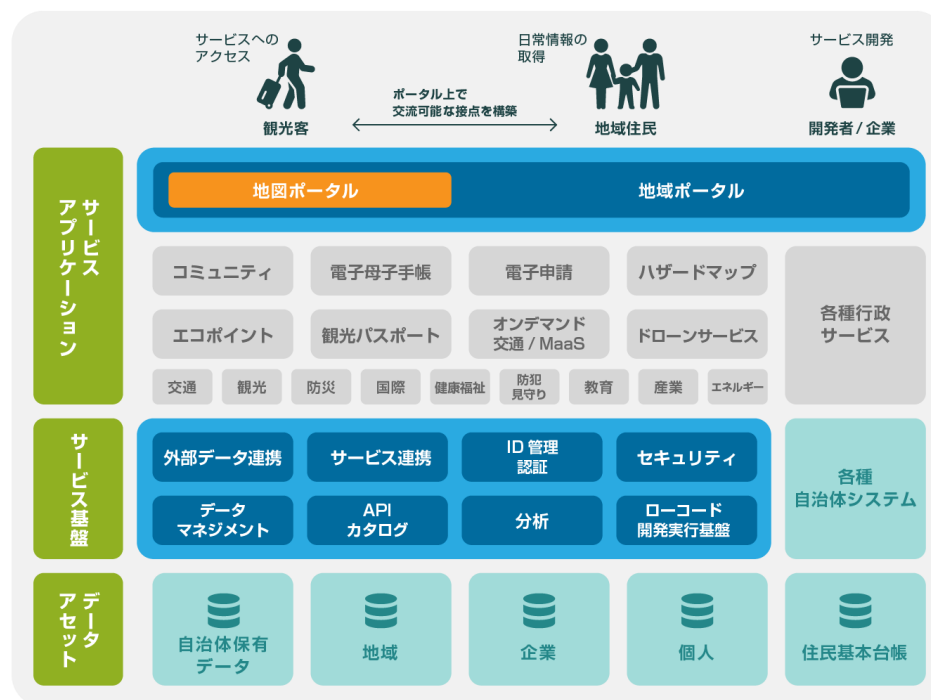 サービスへの
アクセス
日常情報の
取得
サービス開発
ポータル上で
交流可能な接点を構築
観光客
地域住民
開発者 / 企業
サービス
アプリケーション
地図ポータル
地域ポータル
コミュニティ
電子母子手帳
電子申請
ハザードマップ
各種行政
サービス
エコポイント
観光パスポート
オンデマンド
交通 / MaaS
ドローンサービス
交通
観光
防災
国際
健康福祉
防犯
見守り
教育
産業
エネルギー
サービス基盤
外部データ連携
サービス連携
ID 管理
認証
セキュリティ
各種
自治体システム
データ
マネジメント
API
カタログ
分析
ローコード
開発実行基盤
データ
アセット
自治体保有
データ
地域
企業
個人
住民基本台帳